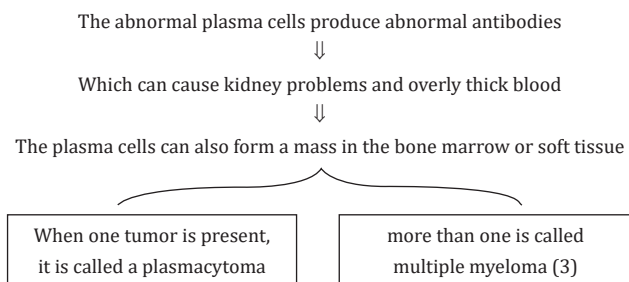 The abnormal plasma cells produce abnormal antibodies
⇓
Which can cause kidney problems and overly thick blood
⇓
The plasma cells can also form a mass in the bone marrow or soft tissue
When one tumor is present,
it is called a plasmacytoma
more than one is called
multiple myeloma (3)